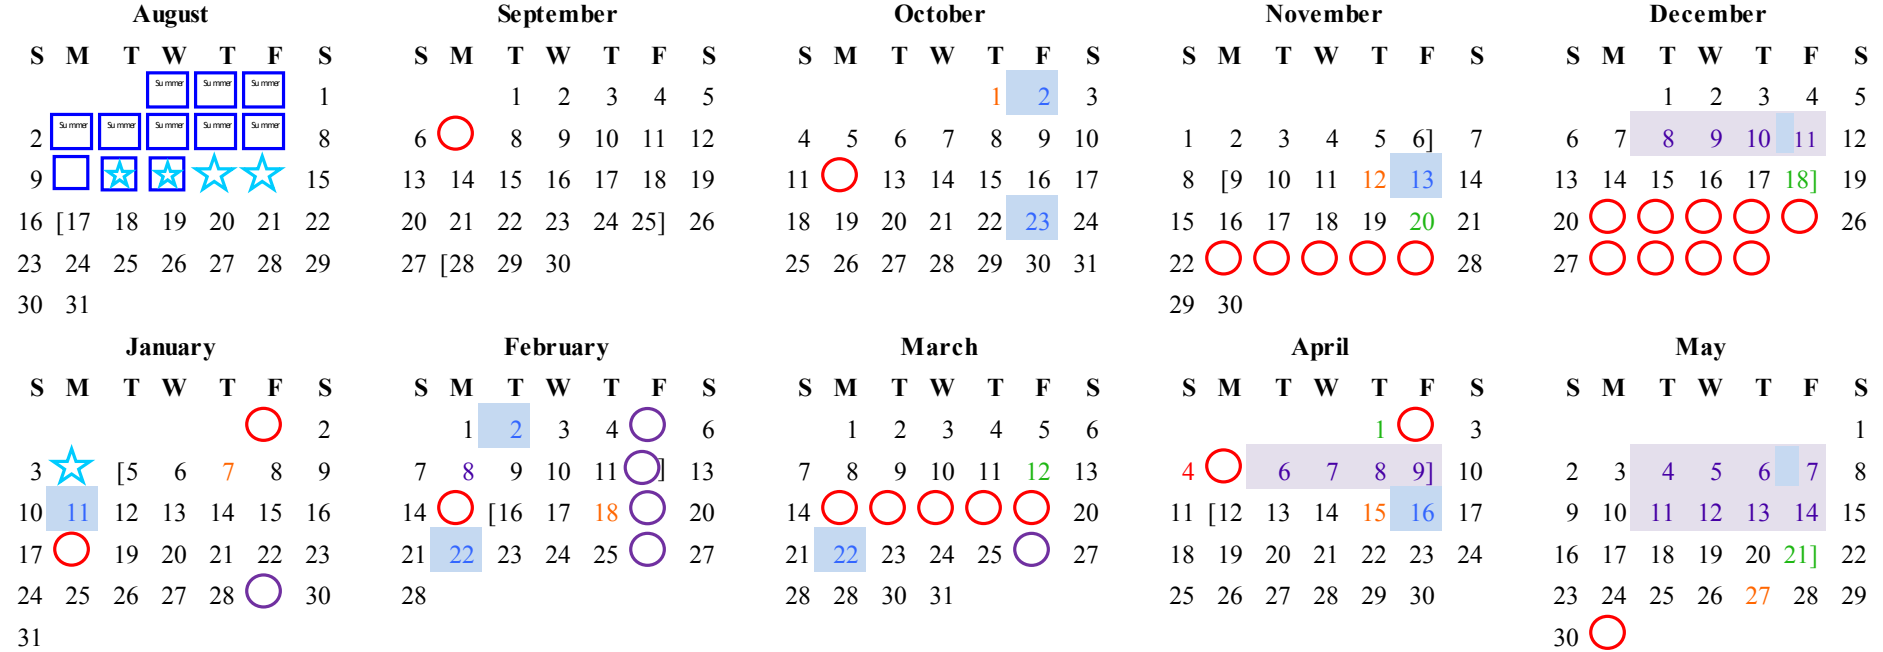 August September October November December
S M T W T F S S M T W T F S S M T W T F S S M T W T F S S M T W T F S
Summer Summer Summer 1 1 2 3 4 5 1 2 3 1 2 3 4 5
2 Summer Summer Summer Summer Summer 8 6 8 9 10 11 12 4 5 6 7 8 9 10 1 2 3 4 5 6] 7 6 7 8 9 10 11 12
9 15 13 14 15 16 17 18 19 11 13 14 15 16 17 8 [9 10 11 12 13 14 13 14 15 16 17 18] 19
16 [17 18 19 20 21 22 20 21 22 23 24 25] 26 18 19 20 21 22 23 24 15 16 17 18 19 20 21 20 26
23 24 25 26 27 28 29 27 [28 29 30 25 26 27 28 29 30 31 22 28 27
30 31 29 30
January February March April May
S M T W T F S S M T W T F S S M T W T F S S M T W T F S S M T W T F S
2 1 2 3 4 6 1 2 3 4 5 6 1 3 1
3 [5 6 7 8 9 7 8 9 10 11 ] 13 7 8 9 10 11 12 13 4 6 7 8 9] 10 2 3 4 5 6 7 8
10 11 12 13 14 15 16 14 [16 17 18 20 14 20 11 [12 13 14 15 16 17 9 10 11 12 13 14 15
17 19 20 21 22 23 21 22 23 24 25 27 21 22 23 24 25 27 18 19 20 21 22 23 24 16 17 18 19 20 21] 22
24 25 26 27 28 30 28 28 28 30 31 25 26 27 28 29 30 23 24 25 26 27 28 29
31 30